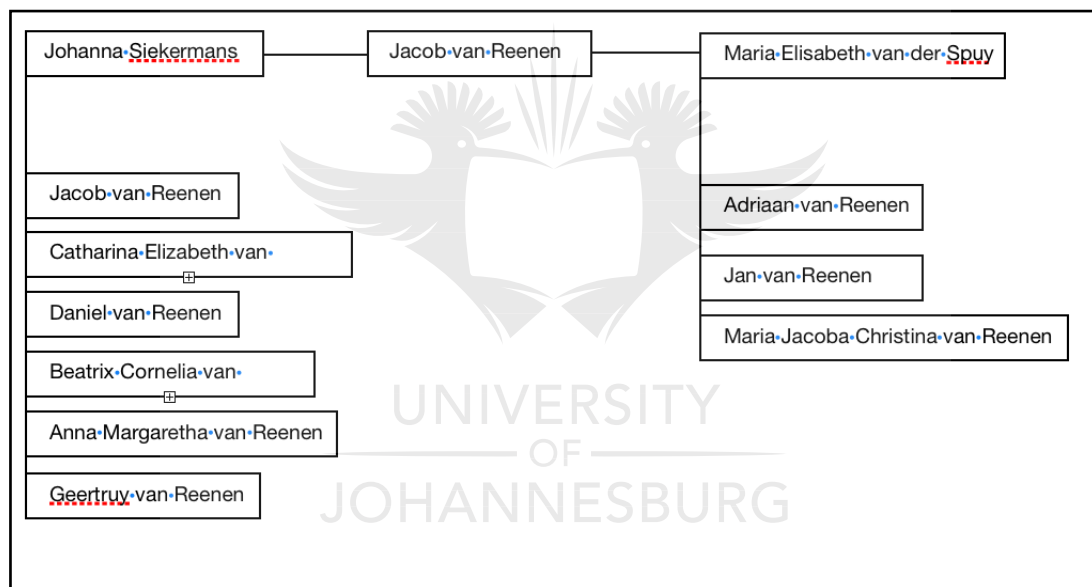 Johanna Siekermans
Jacob van Reenen
Maria Elisabeth van der Spuy
Jacob van Reenen
Catharina Elizabeth van
Daniel van Reenen
Beatrix Cornelia van
Anna Margaretha van Reenen
Geertruy van Reenen
Adriaan van Reenen
Jan van Reenen
Maria Jacoba Christina van Reenen
UNIVERSITY
OF
JOHANNESBURG